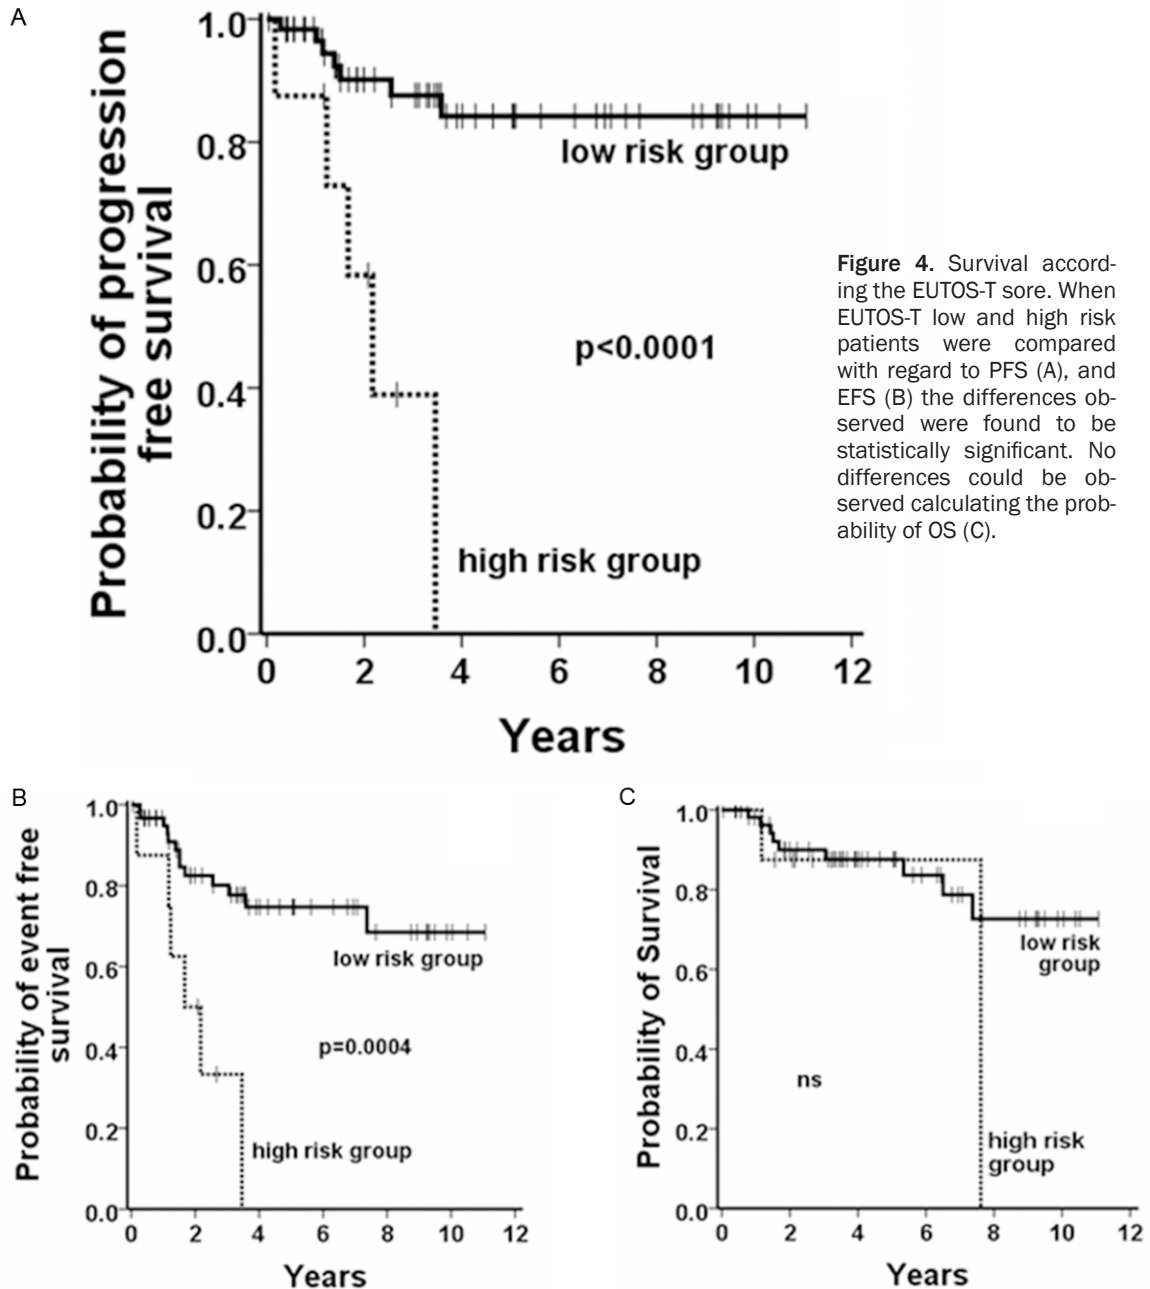 A
Probability of progression
free survival
1.0
0.8
0.6
0.4
0.2
0.0
low risk group
p<0.0001
high risk group
0 2 4 6 8 10 12
Years
Figure 4. Survival accord-
ing the EUTOS-T sore. When
EUTOS-T low and high risk
patients were compared
with regard to PFS (A), and
EFS (B) the differences ob-
served were found to be
statistically significant. No
differences could be ob-
served calculating the prob-
ability of OS (C).
B
Probability of event free
survival
1.0
0.8
0.6
0.4
0.2
0.0
low risk group
p=0.0004
high risk group
0 2 4 6 8 10 12
Years
C
Probability of Survival
1.0
0.8
0.6
0.4
0.2
0.0
low risk
group
ns
high risk
group
0 2 4 6 8 10 12
Years